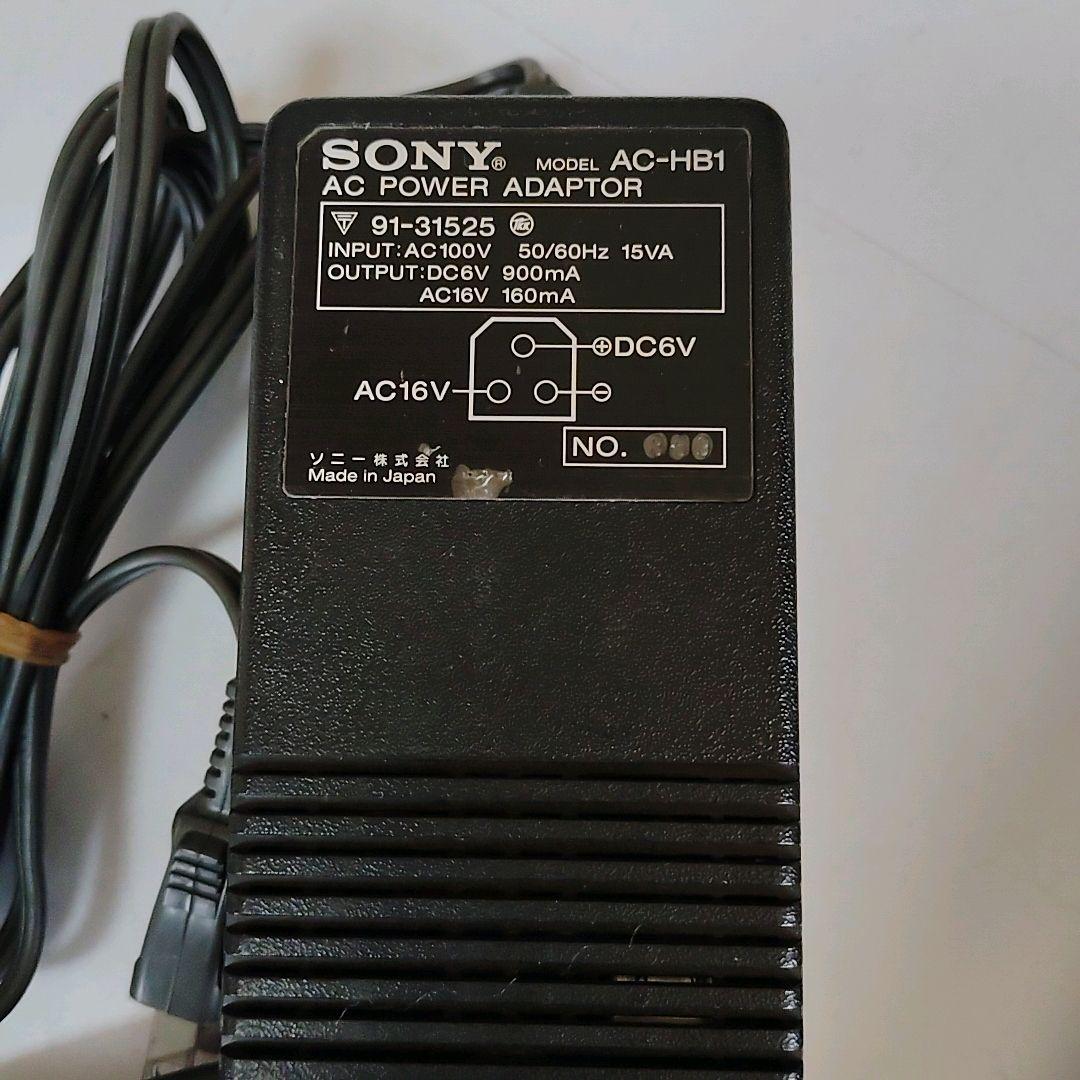 SONY® MODEL AC-HB1
AC POWER ADAPTOR
T 91-31525
INPUT:AC100V 50/60Hz 15VA
OUTPUT:DC6V 900mA
AC16V 160mA
⊕DC6V
AC16V ⊖
NO.
ソニー株式会社
Made in Japan